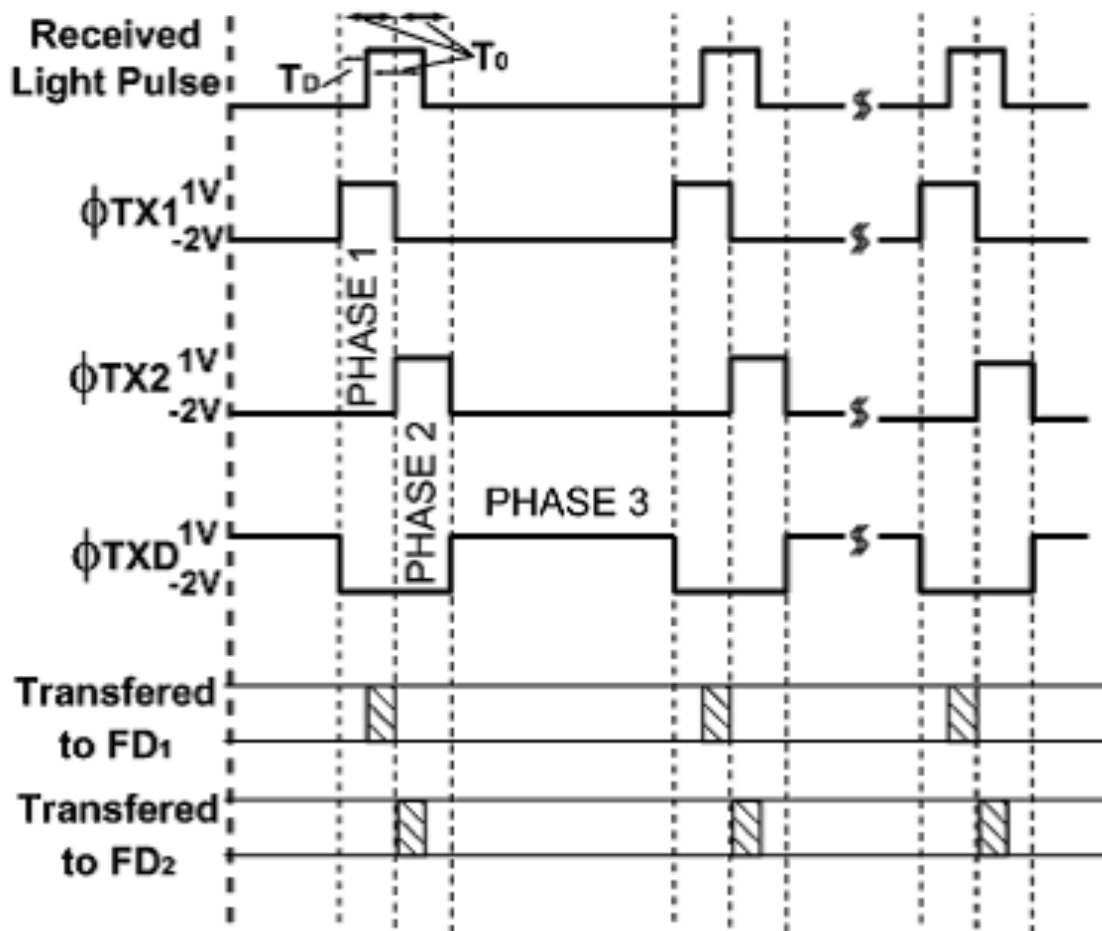 Received
Light Pulse
TD
T0
ϕTX1
1V
-2V
PHASE 1
ϕTX2
1V
-2V
PHASE 2
PHASE 3
ϕTXD
1V
-2V
Transfered
to FD1
Transfered
to FD2